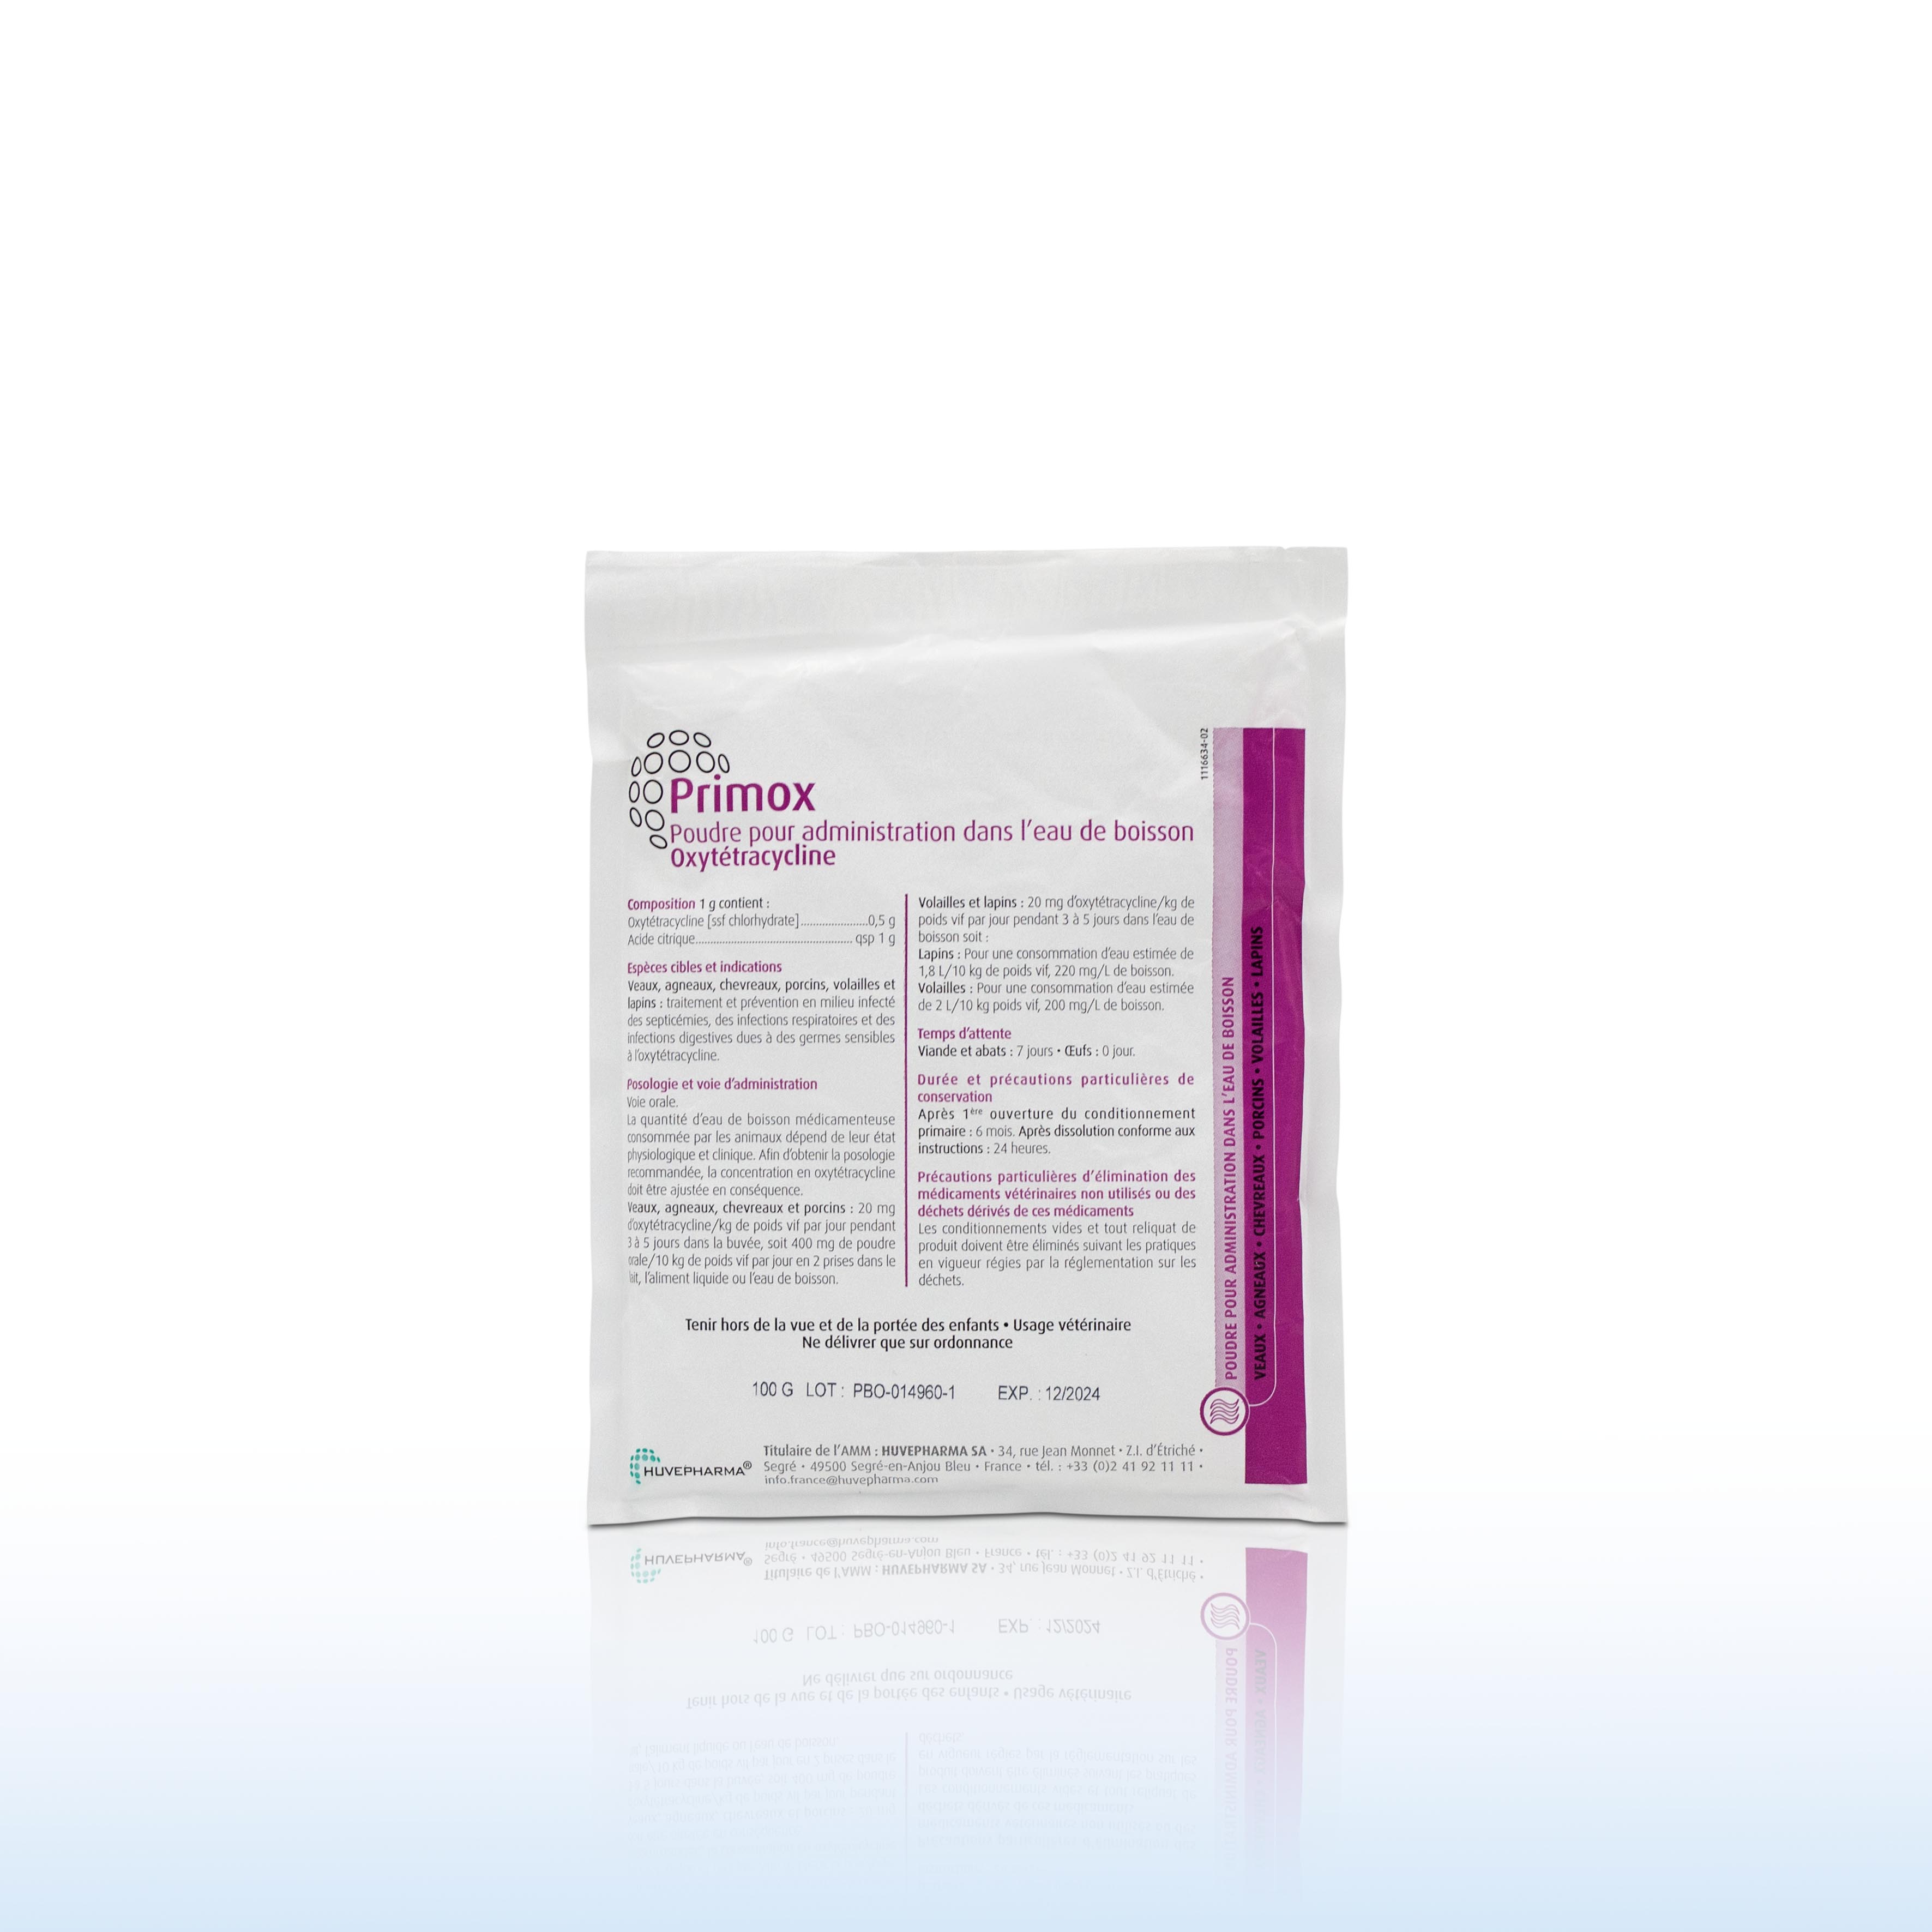 1116634-02
Primox
Poudre pour administration dans l'eau de boisson
Oxytétracycline
Composition 1 g contient :
Oxytétracycline [ssf chlorhydrate].....................0,5 g
Acide citrique.................................................... qsp 1 g
Espèces cibles et indications
Veaux, agneaux, chevreaux, porcins, volailles et
lapins : traitement et prévention en milieu infecté
des septicémies, des infections respiratoires et des
infections digestives dues à des germes sensibles
à l'oxytétracycline.
Posologie et voie d'administration
Voie orale.
La quantité d'eau de boisson médicamenteuse
consommée par les animaux dépend de leur état
physiologique et clinique. Afin d'obtenir la posologie
recommandée, la concentration en oxytétracycline
doit être ajustée en conséquence.
Veaux, agneaux, chevreaux et porcins : 20 mg
d'oxytétracycline/kg de poids vif par jour pendant
3 à 5 jours dans la buvée, soit 400 mg de poudre
orale/10 kg de poids vif par jour en 2 prises dans le
lait, l'aliment liquide ou l'eau de boisson.
Volailles et lapins : 20 mg d'oxytétracycline/kg de
poids vif par jour pendant 3 à 5 jours dans l'eau de
boisson soit :
Lapins : Pour une consommation d'eau estimée de
1,8 L/10 kg de poids vif, 220 mg/L de boisson.
Volailles : Pour une consommation d'eau estimée
de 2 L/10 kg poids vif, 200 mg/L de boisson.
Temps d'attente
Viande et abats : 7 jours • Œufs : 0 jour.
Durée et précautions particulières de
conservation
Après 1ère ouverture du conditionnement
primaire : 6 mois. Après dissolution conforme aux
instructions : 24 heures.
Précautions particulières d'élimination des
médicaments vétérinaires non utilisés ou des
déchets dérivés de ces médicaments
Les conditionnements vides et tout reliquat de
produit doivent être éliminés suivant les pratiques
en vigueur régies par la réglementation sur les
déchets.
POUDRE POUR ADMINISTRATION DANS L'EAU DE BOISSON
VEAUX • AGNEAUX • CHEVREAUX • PORCINS • VOLAILLES • LAPINS
Tenir hors de la vue et de la portée des enfants • Usage vétérinaire
Ne délivrer que sur ordonnance
100 G LOT : PBO-014960-1 EXP. : 12/2024
HUVEPHARMA®
Titulaire de l'AMM : HUVEPHARMA SA • 34, rue Jean Monnet • Z.I. d'Étriché •
Segré • 49500 Segré-en-Anjou Bleu • France • tél. : +33 (0)2 41 92 11 11 •
info.france@huvepharma.com